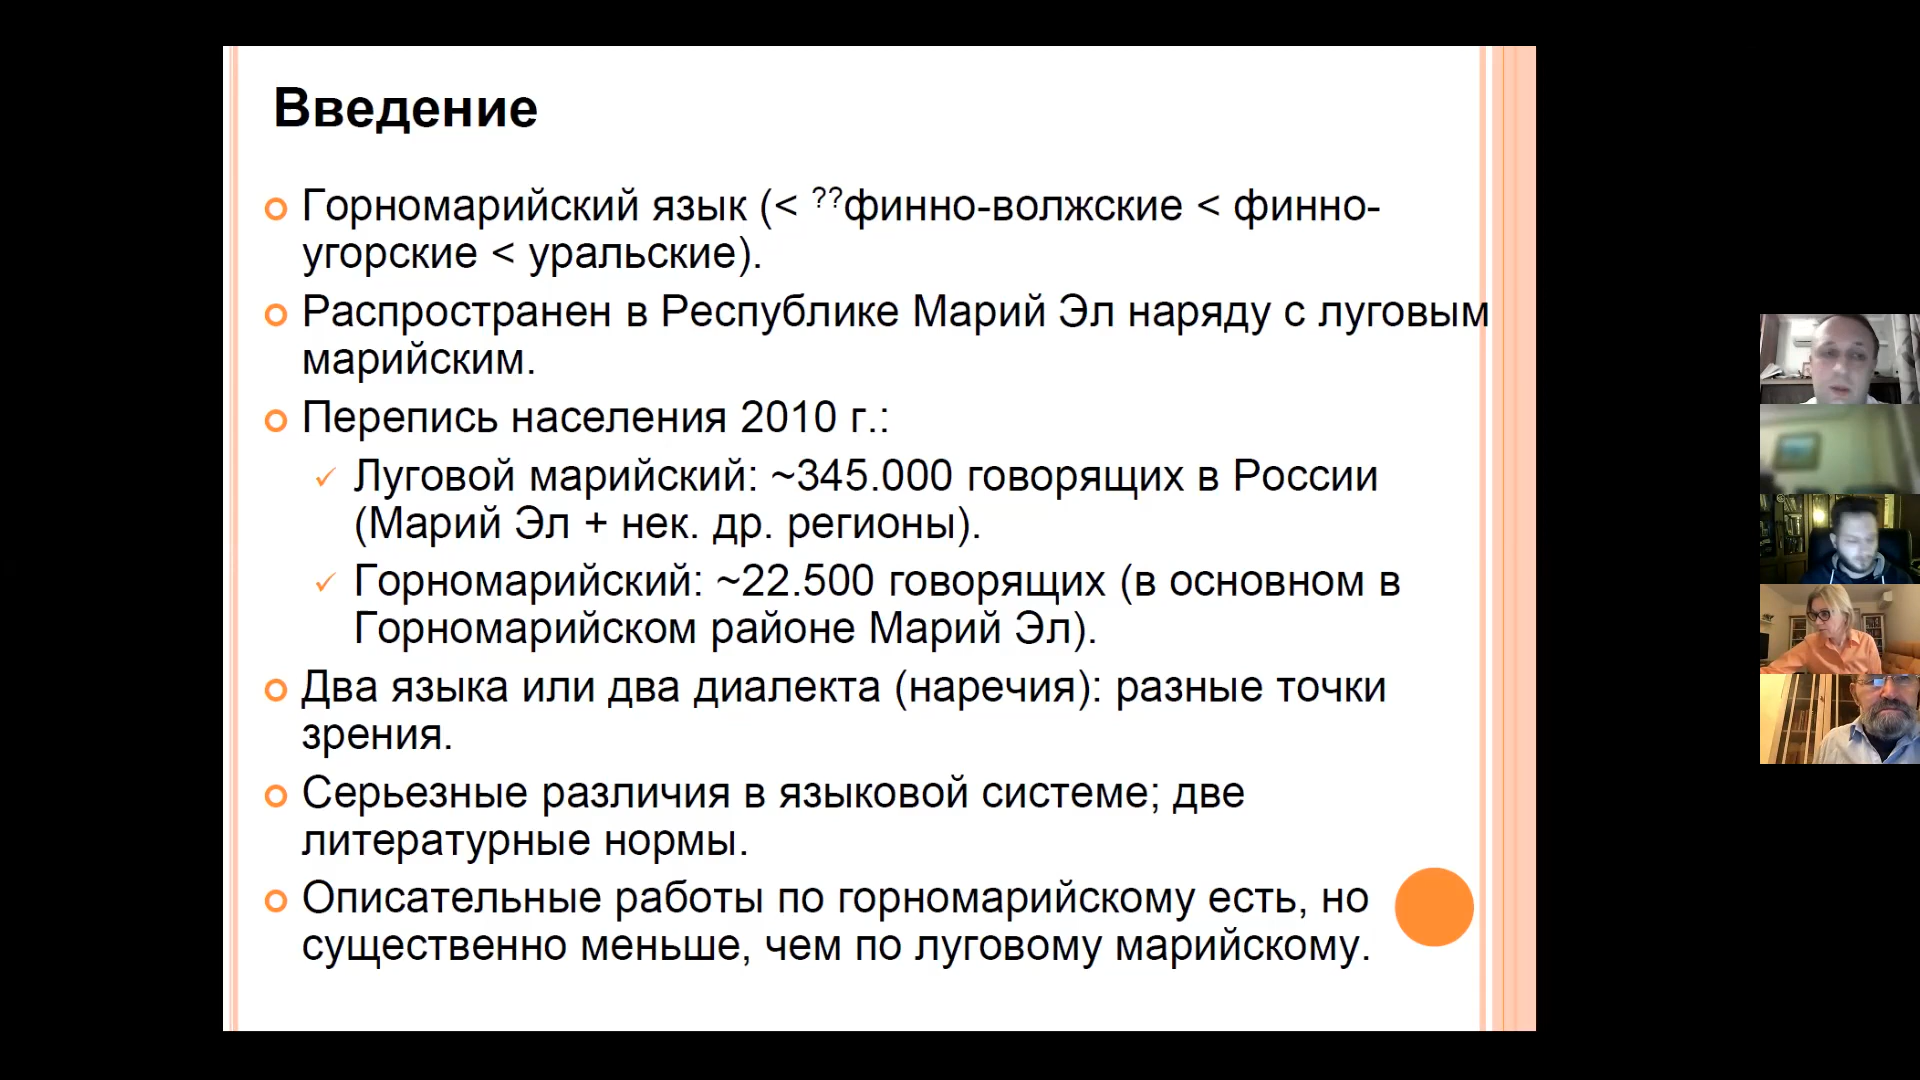 Введение
Горномарийский язык (< ??финно-волжские < финно-
угорские < уральские).
Распространен в Республике Марий Эл наряду с луговым
марийским.
Перепись населения 2010 г.:
Луговой марийский: ~345.000 говорящих в России
(Марий Эл + нек. др. регионы).
Горномарийский: ~22.500 говорящих (в основном в
Горномарийском районе Марий Эл).
Два языка или два диалекта (наречия): разные точки
зрения.
Серьезные различия в языковой системе; две
литературные нормы.
Описательные работы по горномарийскому есть, но
существенно меньше, чем по луговому марийскому.